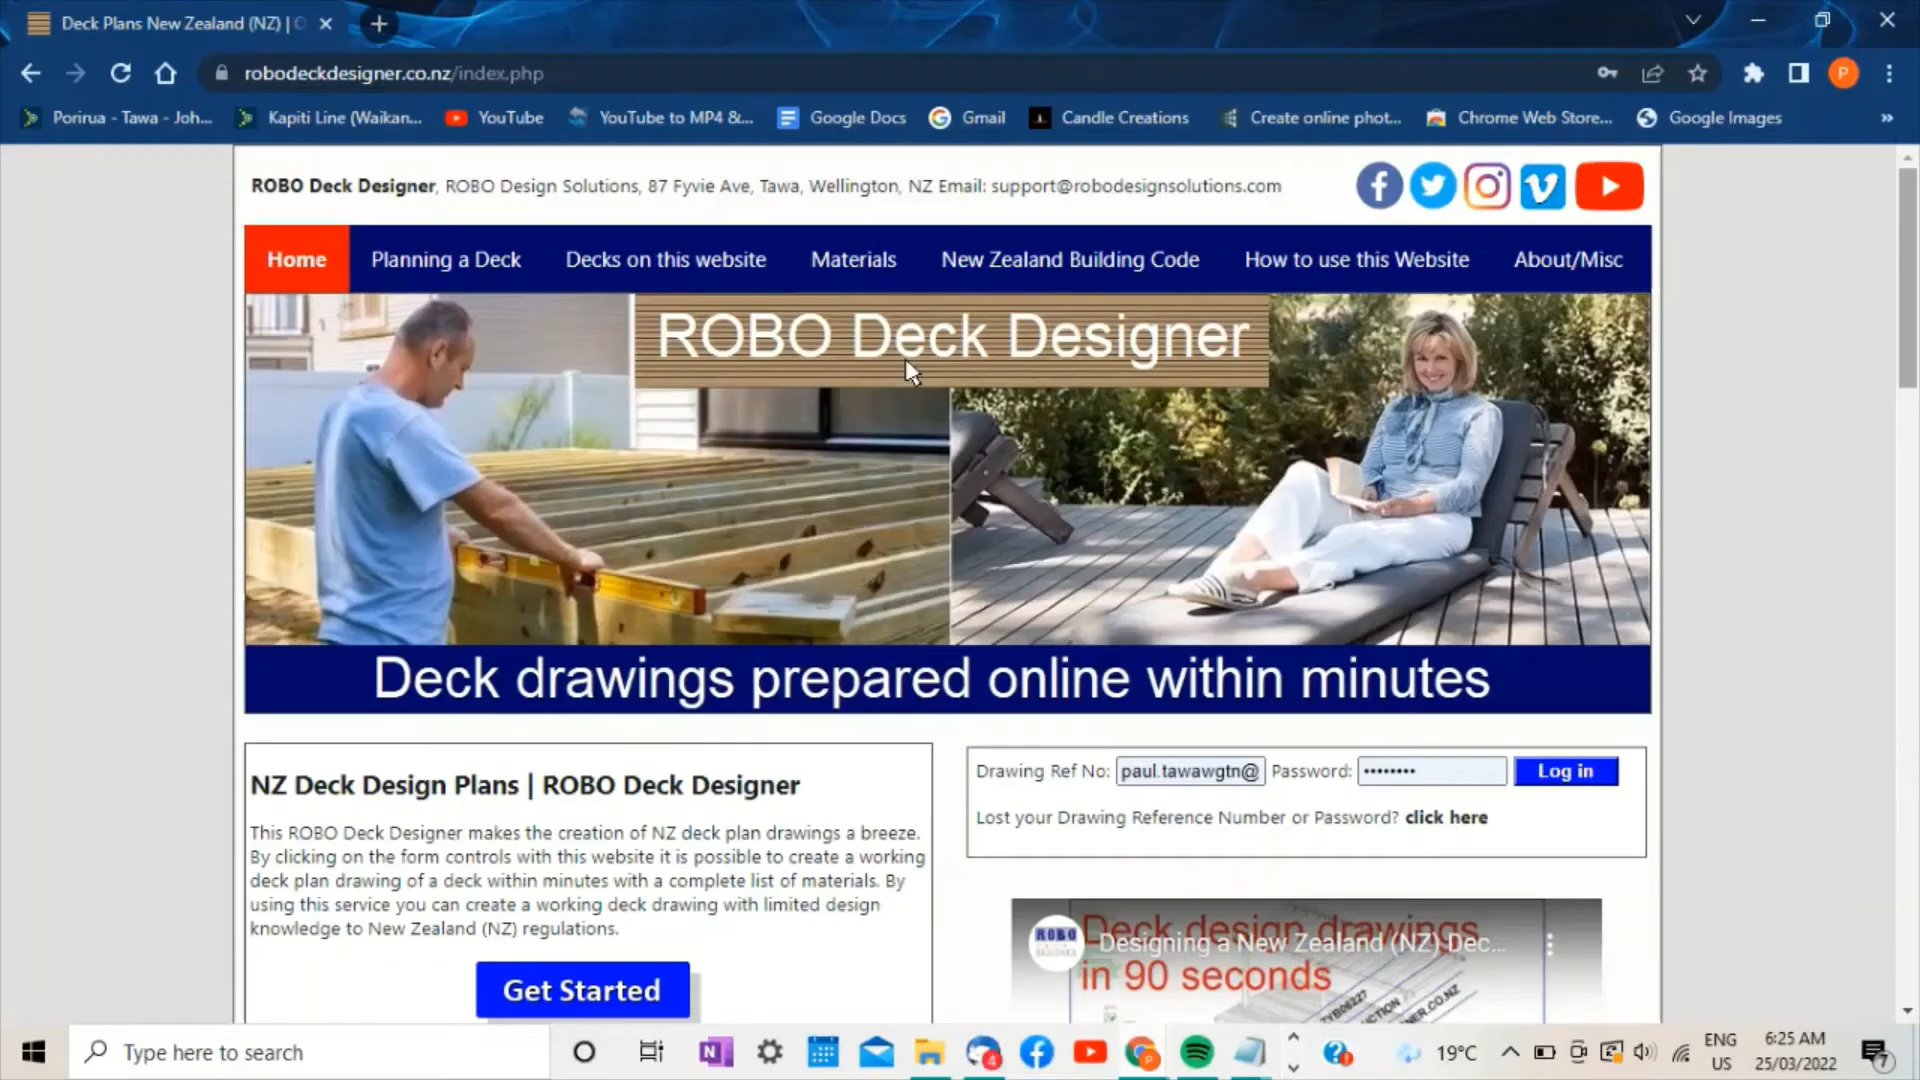 Deck Plans New Zealand (NZ) | O
robodeckdesigner.co.nz/index.php
P
Porirua - Tawa - Joh...
Kapiti Line (Waikan...
YouTube
YouTube to MP4 &...
Google Docs
Gmail
Candle Creations
Create online phot...
Chrome Web Store...
Google Images
»
ROBO Deck Designer, ROBO Design Solutions, 87 Fyvie Ave, Tawa, Wellington, NZ Email: support@robodesignsolutions.com
Home
Planning a Deck
Decks on this website
Materials
New Zealand Building Code
How to use this Website
About/Misc
ROBO Deck Designer
Deck drawings prepared online within minutes
NZ Deck Design Plans | ROBO Deck Designer
This ROBO Deck Designer makes the creation of NZ deck plan drawings a breeze.
By clicking on the form controls with this website it is possible to create a working
deck plan drawing of a deck within minutes with a complete list of materials. By
using this service you can create a working deck drawing with limited design
knowledge to New Zealand (NZ) regulations.
Get Started
Drawing Ref No: paul.tawawgtn@ Password: •••••••• Log in
Lost your Drawing Reference Number or Password? click here
ROBO
Deck design drawings
Designing a New Zealand (NZ) Dec...
in 90 seconds
Type here to search
4
P
19°C
ENG
US
6:25 AM
25/03/2022
7